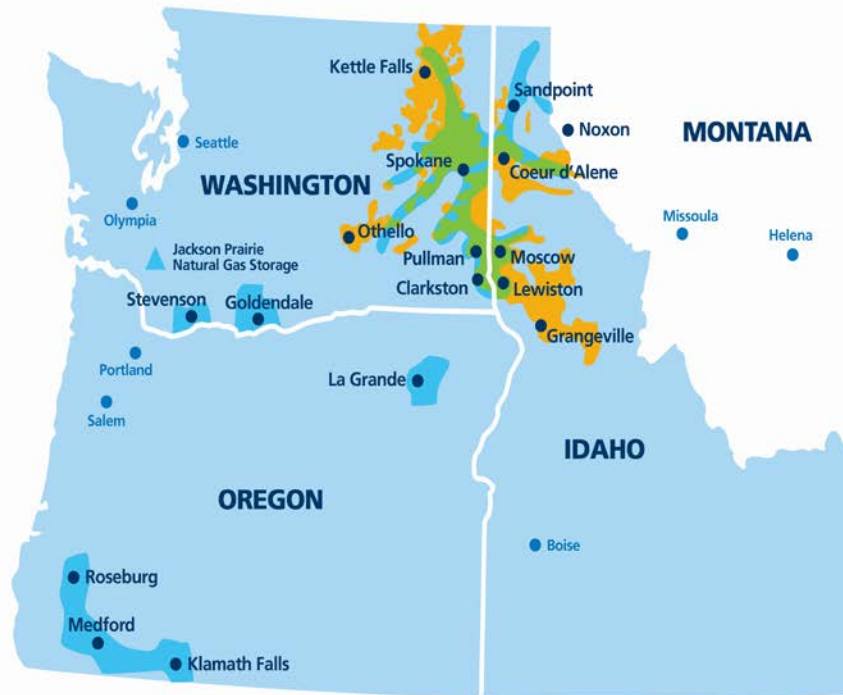 Kettle Falls
Sandpoint
Noxon
MONTANA
Seattle
Spokane
Coeur d'Alene
WASHINGTON
Olympia
Missoula
Helena
Othello
Jackson Prairie
Natural Gas Storage
Pullman
Moscow
Clarkston
Lewiston
Stevenson
Goldendale
Grangeville
Portland
La Grande
Salem
IDAHO
OREGON
Boise
Roseburg
Medford
Klamath Falls